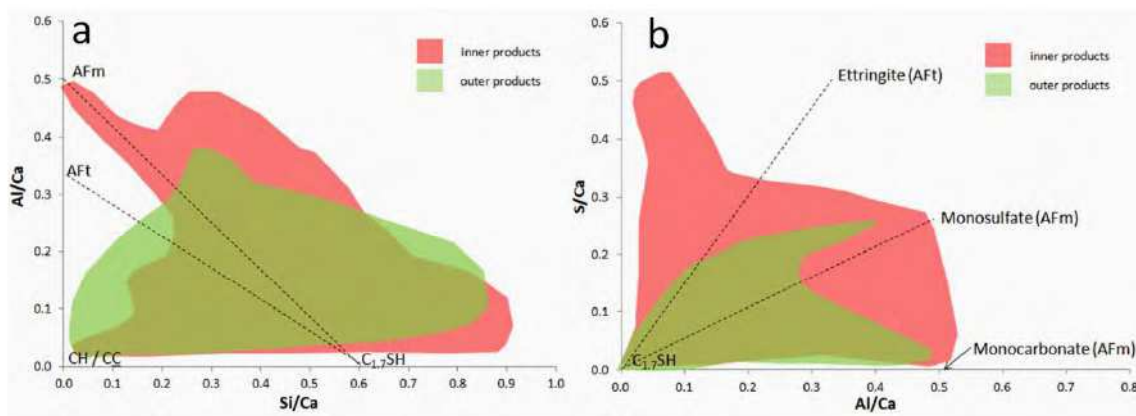 a
inner products
outer products
Al/Ca
0.6
0.5
0.4
0.3
0.2
0.1
0.0
AFm
AFt
CH / CC
C1.7SH
0.0 0.1 0.2 0.3 0.4 0.5 0.6 0.7 0.8 0.9 1.0
Si/Ca
b
inner products
outer products
S/Ca
0.6
0.5
0.4
0.3
0.2
0.1
0.0
Ettringite (AFt)
Monosulfate (AFm)
Monocarbonate (AFm)
C1.7SH
0.0 0.1 0.2 0.3 0.4 0.5 0.6 0.7 0.8
Al/Ca